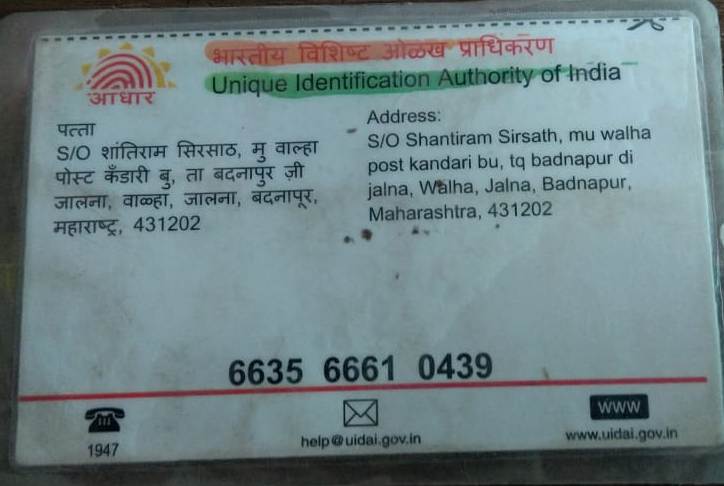 भारतीय विशिष्ट ओळख प्राधिकरण
Unique Identification Authority of India
आधार
पत्ता
S/O शांतिराम सिरसाठ, मु वाल्हा
पोस्ट कँडारी बु, ता बदनापुर ज़ी
जालना, वाळ्हा, जालना, बदनापूर,
महाराष्ट्र, 431202
Address:
S/O Shantiram Sirsath, mu walha
post kandari bu, tq badnapur di
jalna, Walha, Jalna, Badnapur,
Maharashtra, 431202
6635 6661 0439
1947
help@uidai.gov.in
WWW
www.uidai.gov.in